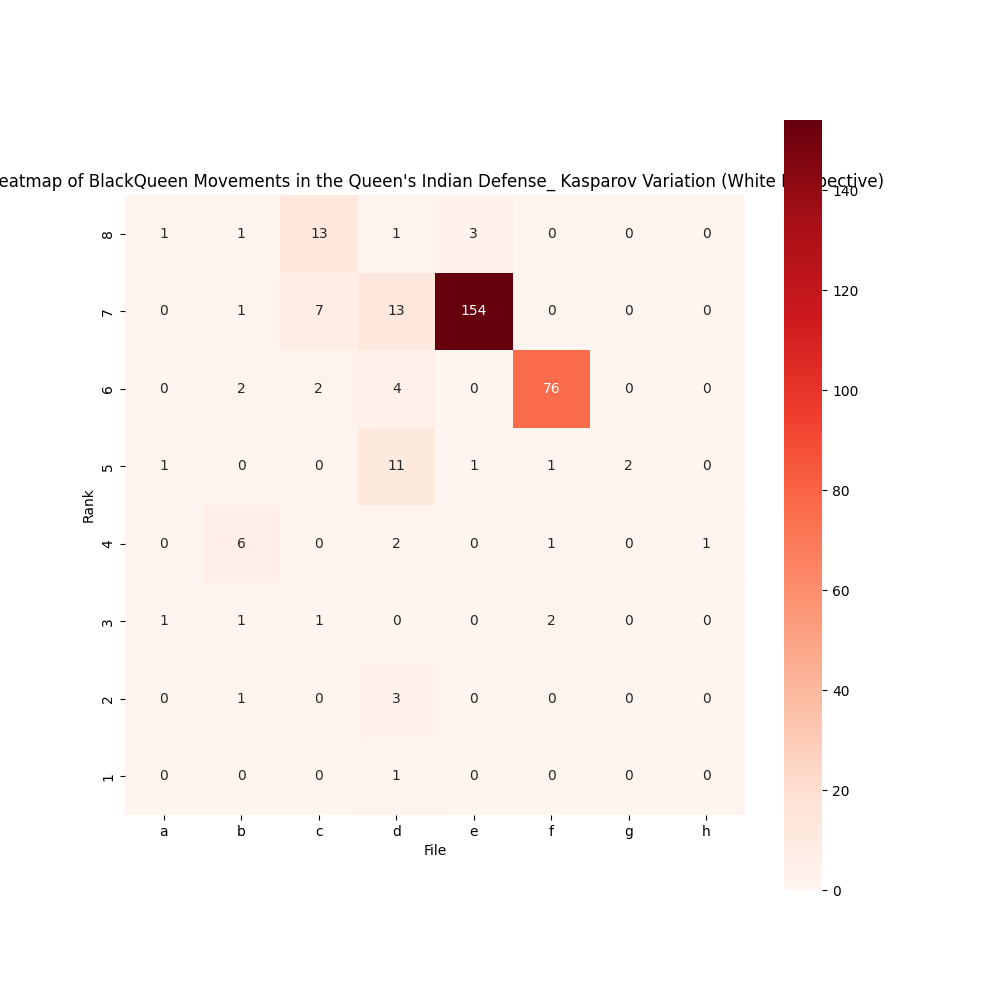 eatmap of BlackQueen Movements in the Queen's Indian Defense_ Kasparov Variation (White pective)
140
8 1 1 13 1 3 0 0 0
120
7 0 1 7 13 154 0 0 0
100
6 0 2 2 4 0 76 0 0
80
5 1 0 0 11 1 1 2 0
Rank
60
4 0 6 0 2 0 1 0 1
40
3 1 1 1 0 0 2 0 0
2 0 1 0 3 0 0 0 0
20
1 0 0 0 1 0 0 0 0
a b c d e f g h
File
0